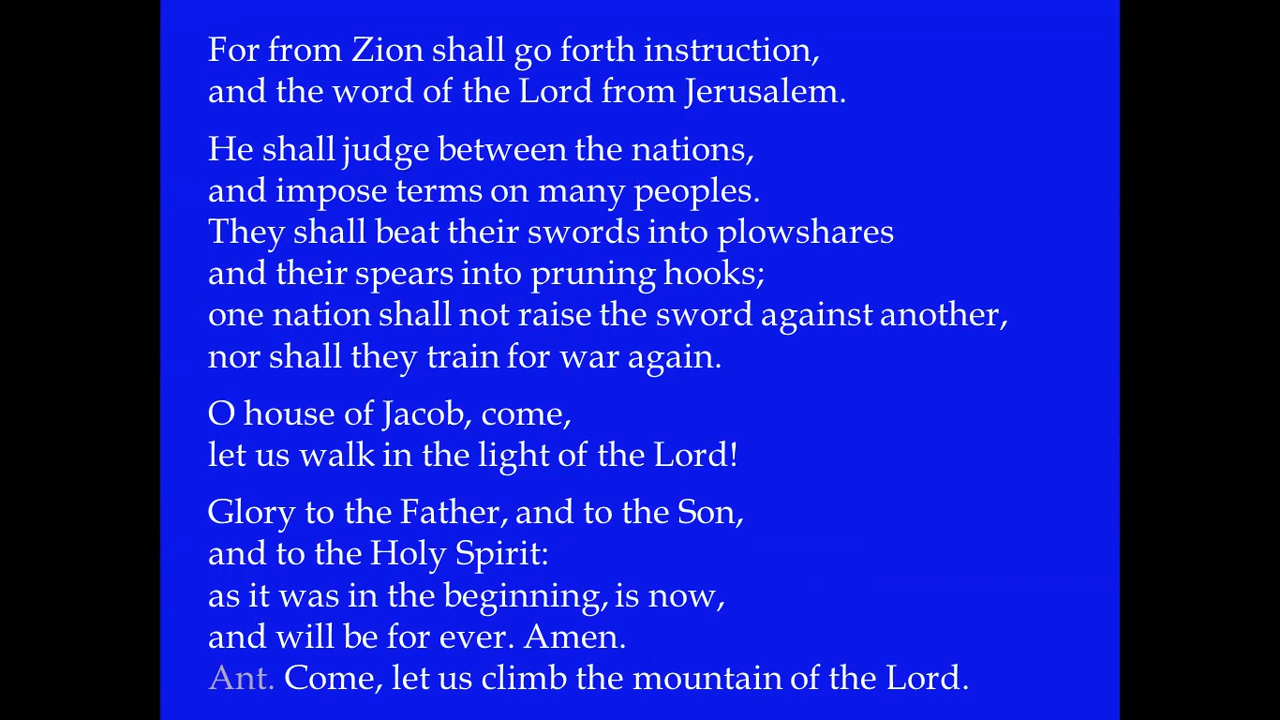 For from Zion shall go forth instruction,
and the word of the Lord from Jerusalem.
He shall judge between the nations,
and impose terms on many peoples.
They shall beat their swords into plowshares
and their spears into pruning hooks;
one nation shall not raise the sword against another,
nor shall they train for war again.
O house of Jacob, come,
let us walk in the light of the Lord!
Glory to the Father, and to the Son,
and to the Holy Spirit:
as it was in the beginning, is now,
and will be for ever. Amen.
Ant. Come, let us climb the mountain of the Lord.